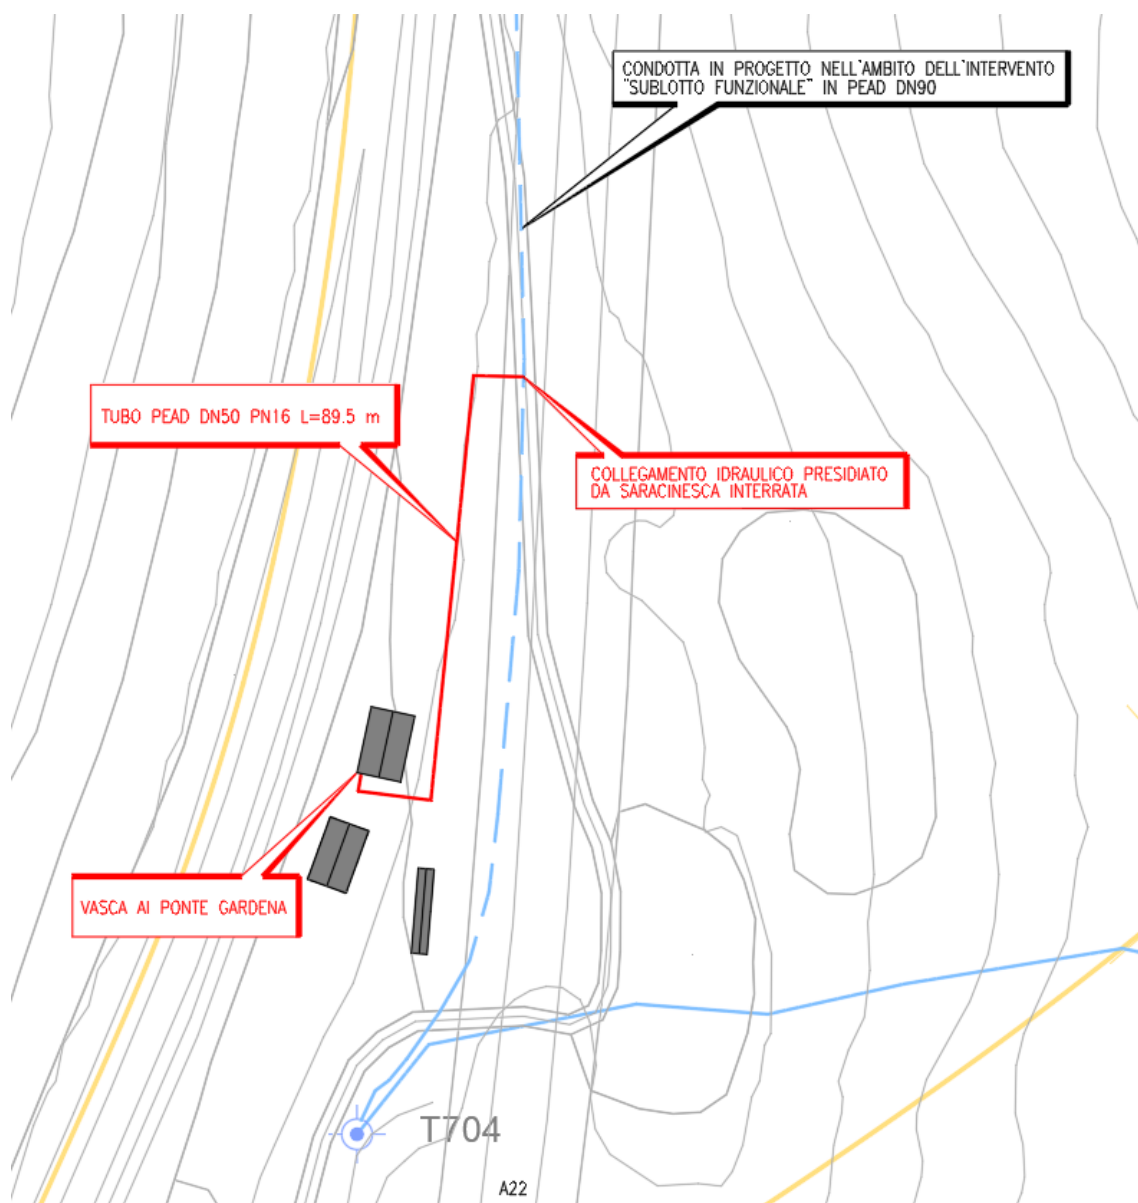 CONDOTTA IN PROGETTO NELL'AMBITO DELL'INTERVENTO
"SUBLOTTO FUNZIONALE" IN PEAD DN90
TUBO PEAD DN50 PN16 L=89.5 m
COLLEGAMENTO IDRAULICO PRESIDIATO
DA SARACINESCA INTERRATA
VASCA AI PONTE GARDENA
T704
A22